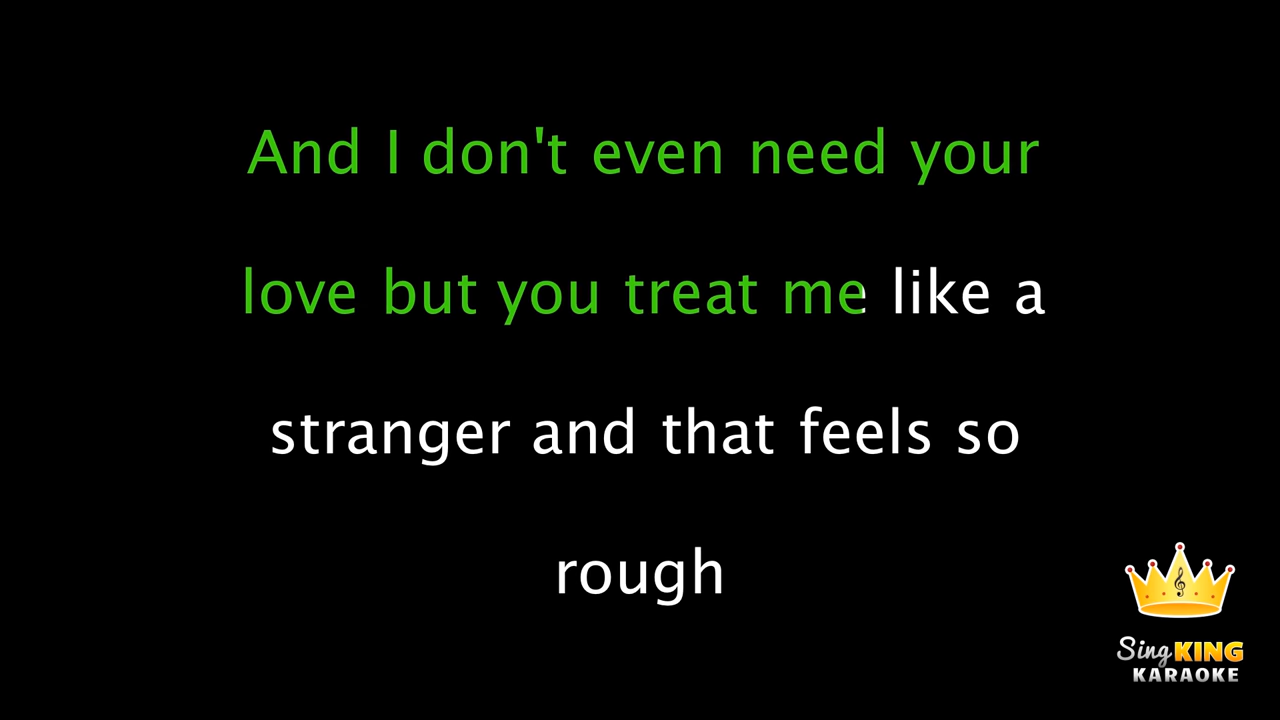 And I don't even need your
love but you treat me like a
stranger and that feels so
rough
Sing KING
KARAOKE